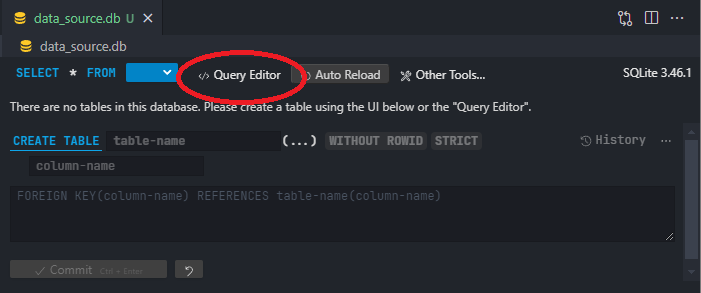 data_source.db U
data_source.db
SELECT * FROM Query Editor Auto Reload Other Tools... SQLite 3.46.1
There are no tables in this database. Please create a table using the UI below or the "Query Editor".
CREATE TABLE table-name (...) WITHOUT ROWID STRICT History ...
column-name
FOREIGN KEY(column-name) REFERENCES table-name(column-name)
Commit Ctrl + Enter